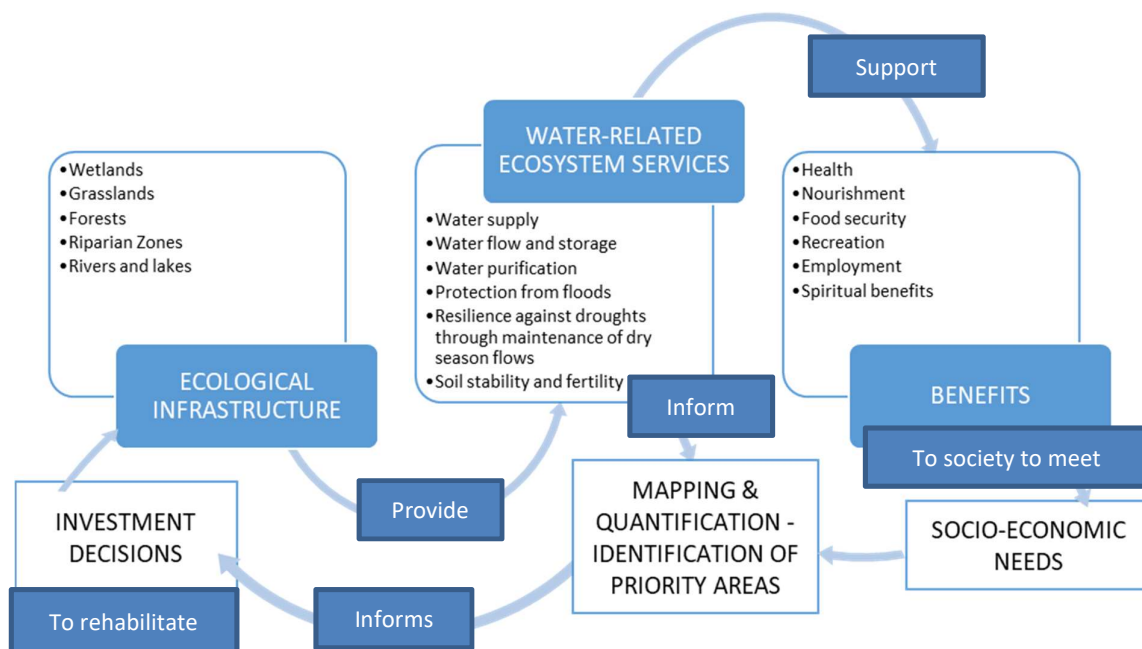 Support
WATER-RELATED
ECOSYSTEM SERVICES
•Wetlands
•Grasslands
•Forests
•Riparian Zones
•Rivers and lakes
ECOLOGICAL
INFRASTRUCTURE
•Water supply
•Water flow and storage
•Water purification
•Protection from floods
•Resilience against droughts
through maintenance of dry
season flows
•Soil stability and fertility
•Health
•Nourishment
•Food security
•Recreation
•Employment
•Spiritual benefits
BENEFITS
Inform
To society to meet
Provide
INVESTMENT
DECISIONS
To rehabilitate
Informs
MAPPING &
QUANTIFICATION -
IDENTIFICATION OF
PRIORITY AREAS
SOCIO-ECONOMIC
NEEDS